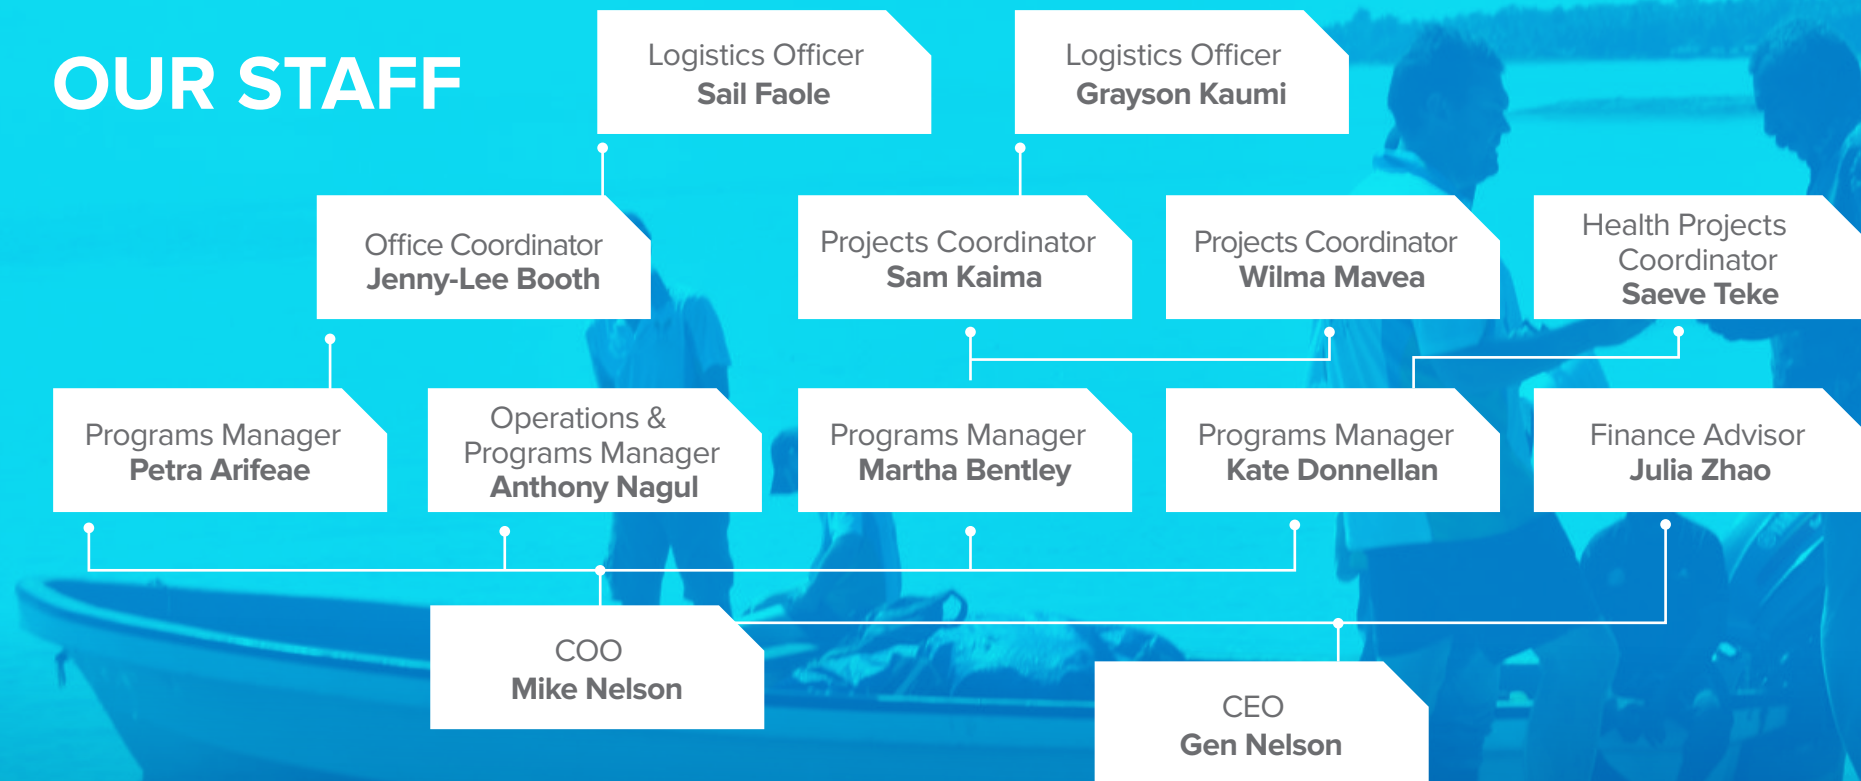 OUR STAFF
Logistics Officer
Sail Faole
Logistics Officer
Grayson Kaumi
Office Coordinator
Jenny-Lee Booth
Projects Coordinator
Sam Kaima
Projects Coordinator
Wilma Mavea
Health Projects
Coordinator
Saeve Teke
Programs Manager
Petra Arifeae
Operations &
Programs Manager
Anthony Nagul
Programs Manager
Martha Bentley
Programs Manager
Kate Donnellan
Finance Advisor
Julia Zhao
COO
Mike Nelson
CEO
Gen Nelson